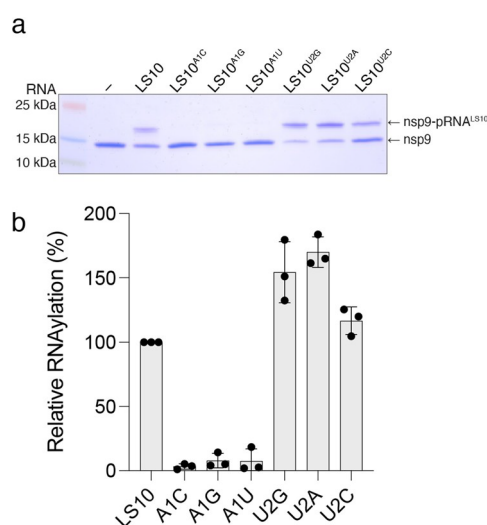 a
RNA
–
LS10
LS10A1C
LS10A1G
LS10A1U
LS10U2G
LS10U2A
LS10U2C
25 kDa
15 kDa
10 kDa
← nsp9-pRNALS10
← nsp9
b
Relative RNAylation (%)
200
150
100
50
0
LS10
A1C
A1G
A1U
U2G
U2A
U2C